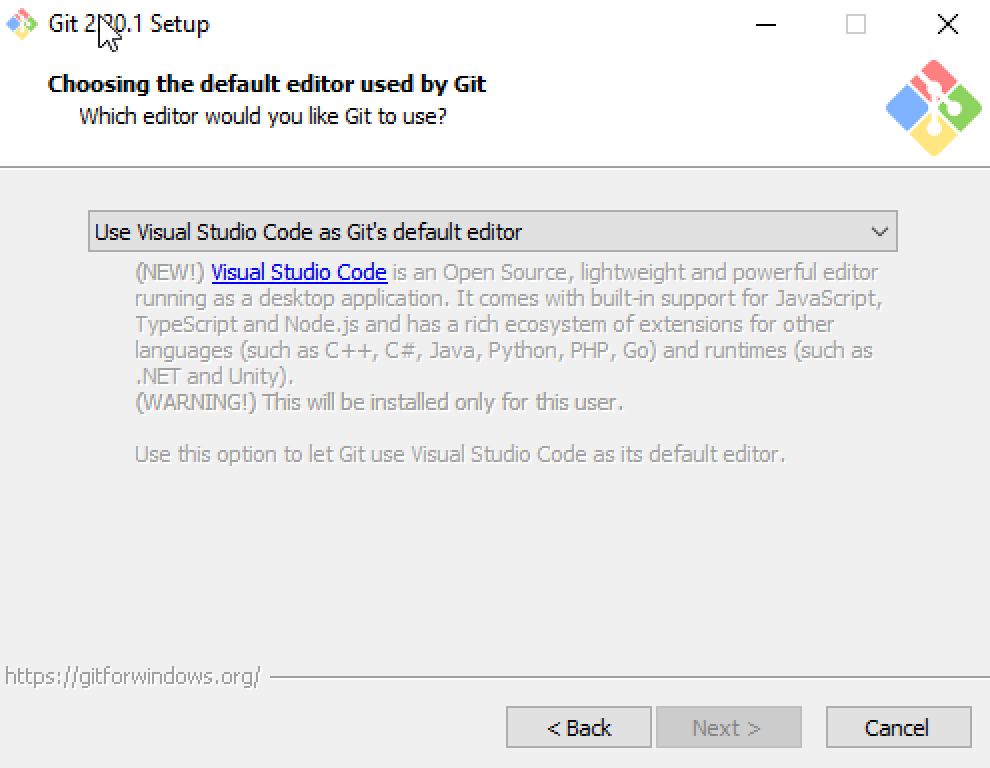 Git Setup
Choosing the default editor used by Git
Which editor would you like Git to use?
Use Visual Studio Code as Git's default editor
(NEW!) Visual Studio Code is an Open Source, lightweight and powerful editor
running as a desktop application. It comes with built-in support for JavaScript,
TypeScript and Node.js and has a rich ecosystem of extensions for other
languages (such as C++, C#, Java, Python, PHP, Go) and runtimes (such as
.NET and Unity).
(WARNING!) This will be installed only for this user.
Use this option to let Git use Visual Studio Code as its default editor.
https://gitforwindows.org/
< Back Next > Cancel